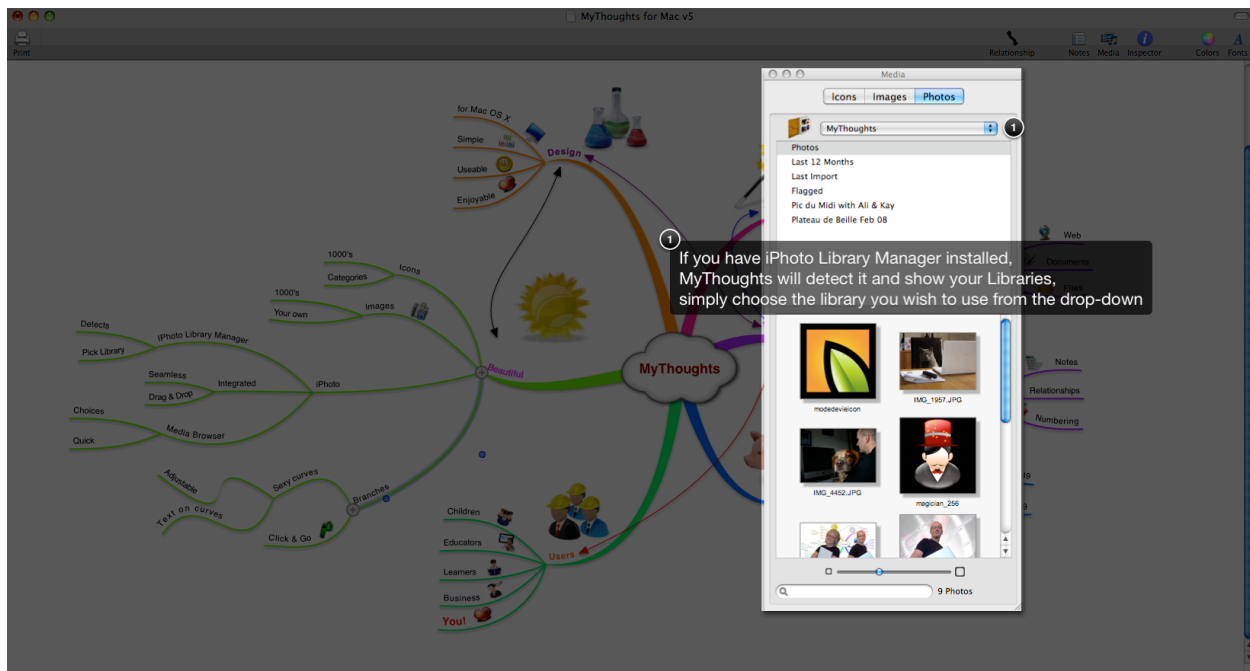 MyThoughts for Mac v5
Print
Relationship
Notes
Media
Inspector
Colors
Fonts
Media
Icons
Images
Photos
MyThoughts
1
Photos
Last 12 Months
Last Import
Flagged
Pic du Midi with Ali & Kay
Plateau de Beille Feb 08
1
If you have iPhoto Library Manager installed,
MyThoughts will detect it and show your Libraries,
simply choose the library you wish to use from the drop-down
modedevieicon
IMG_1957.JPG
IMG_4452.JPG
magician_256
9 Photos
MyThoughts
for Mac OS X
Simple
Useable
Enjoyable
Design
1000's
Categories
Icons
1000's
Your own
Images
Detects
Pick Library
iPhoto Library Manager
Seamless
Drag & Drop
Integrated
iPhoto
Choices
Quick
Media Browser
Beautiful
Adjustable
Text on curves
Sexy curves
Click & Go
Branches
Children
Educators
Learners
Business
You!
Users
Web
Documents
Files
Notes
Relationships
Numbering